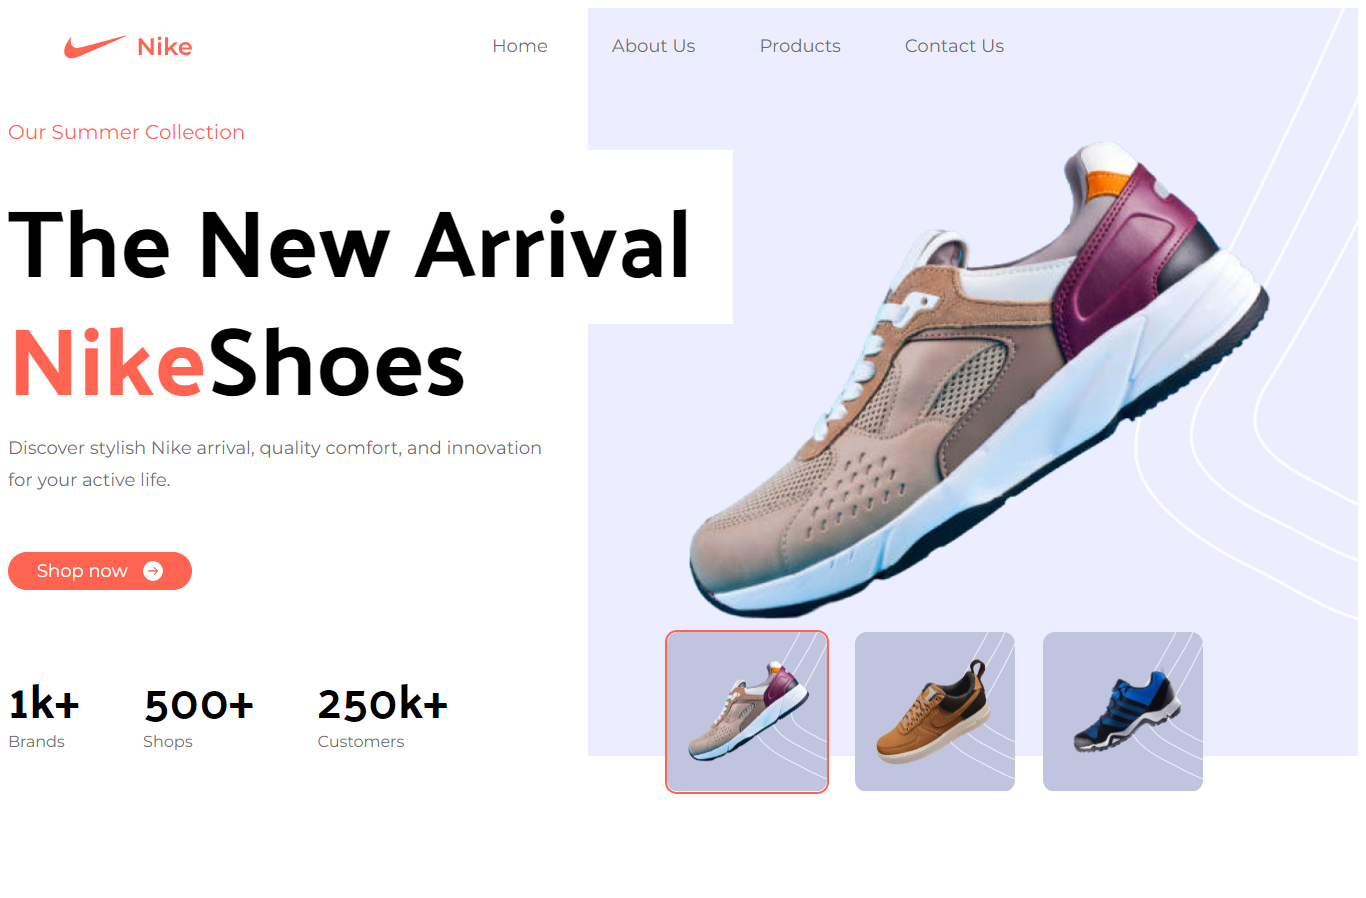 Nike
Home
About Us
Products
Contact Us
Our Summer Collection
The New Arrival
NikeShoes
Discover stylish Nike arrival, quality comfort, and innovation
for your active life.
Shop now
1k+
Brands
500+
Shops
250k+
Customers